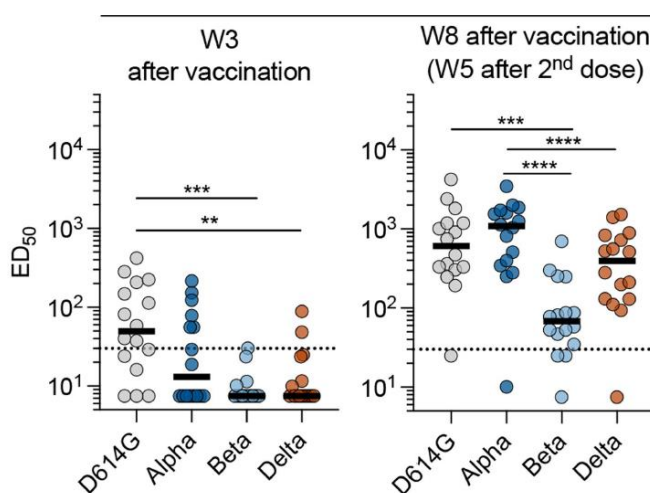 W3
after vaccination
W8 after vaccination
(W5 after 2nd dose)
ED50
10⁴
10³
10²
10¹
***
**
D614G
Alpha
Beta
Delta
10⁴
10³
10²
10¹
***
****
****
D614G
Alpha
Beta
Delta